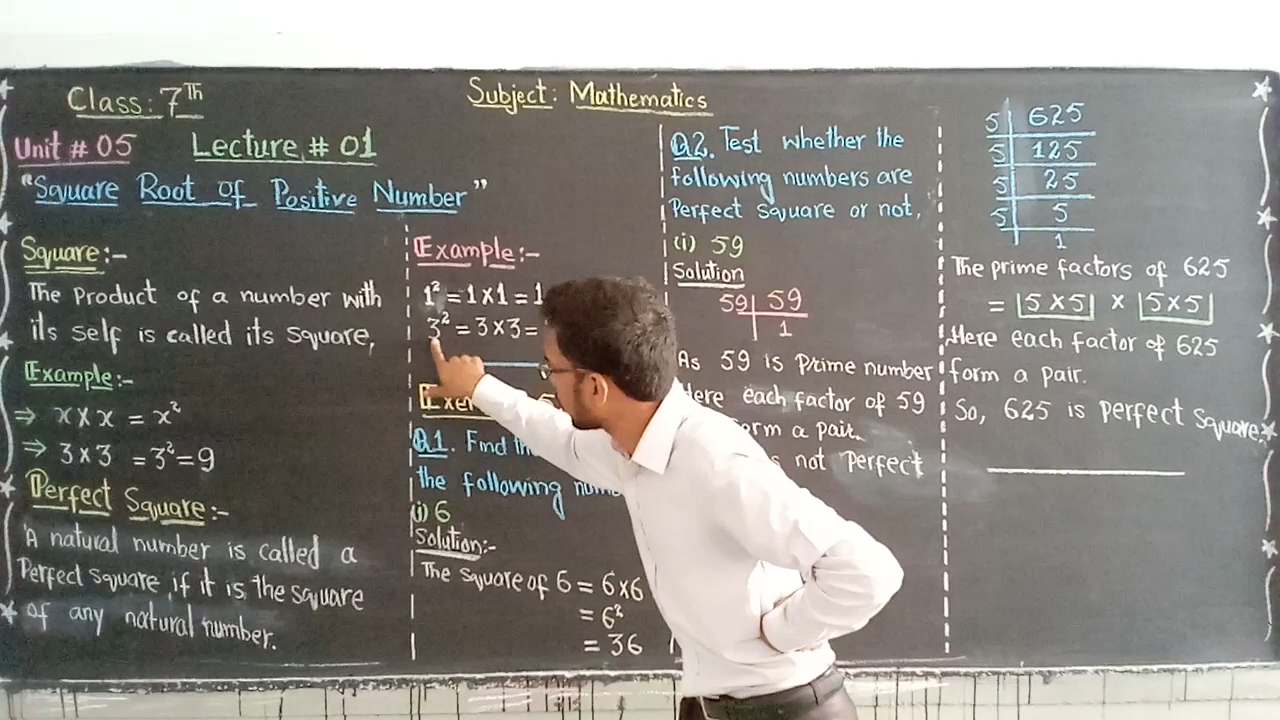 Class: 7Th
Subject: Mathematics
Unit # 05 Lecture # 01
"Square Root of Positive Number"
Square:-
The Product of a number with
its self is called its square,
Example:-
⇒ x × x = x²
⇒ 3 × 3 = 3² = 9
Perfect Square:-
A natural number is called a
Perfect square, if it is the square
of any natural number.
Example:-
1² = 1 × 1 = 1
3² = 3 × 3 =
Q1. Find
the following
(i) 6
Solution:-
The square of 6 = 6×6
= 6²
= 36
Q2. Test whether the
following numbers are
Perfect square or not,
(i) 59
Solution
59 | 59
1
As 59 is Prime number
Here each factor of 59
form a pair.
not Perfect
5 | 625
5 | 125
5 | 25
5 | 5
1
The prime factors of 625
= 5×5 × 5×5
Here each factor of 625
form a pair.
So, 625 is perfect square.